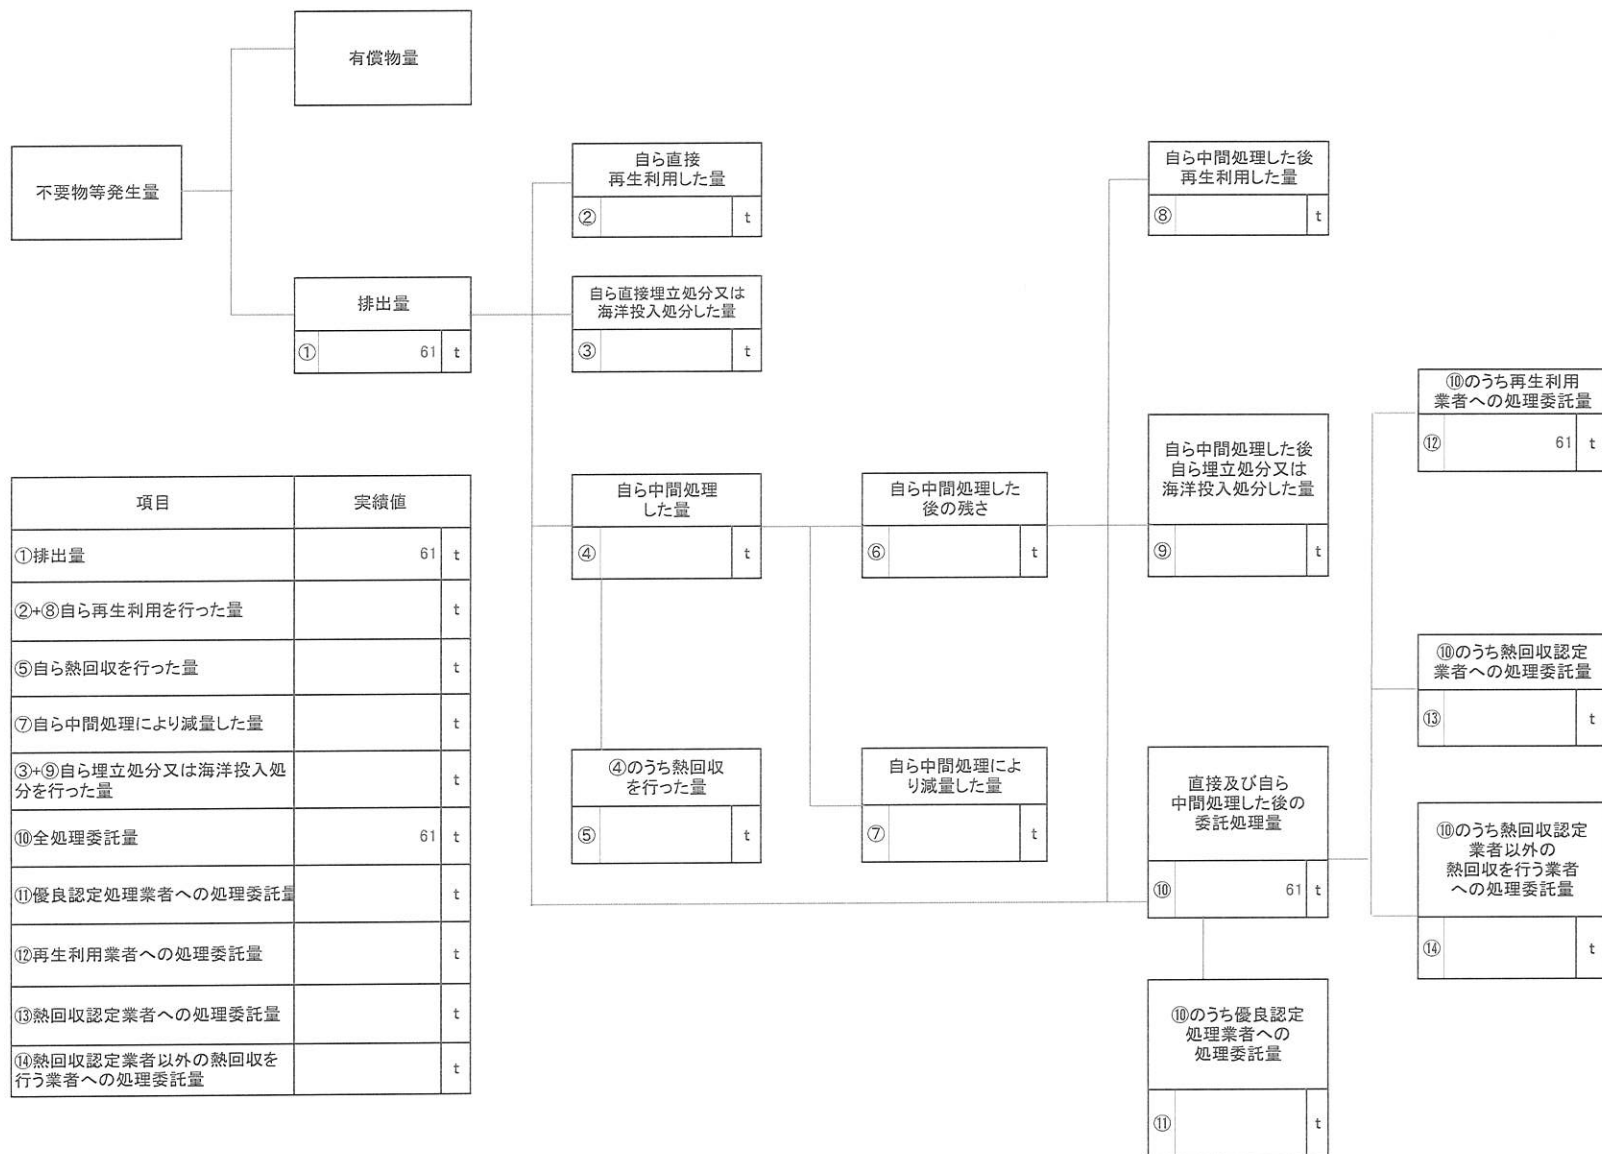 有償物量
不要物等発生量
排出量
① 61 t
自ら直接
再生利用した量
② t
自ら直接埋立処分又は
海洋投入処分した量
③ t
自ら中間処理
した量
④ t
④のうち熱回収
を行った量
⑤ t
自ら中間処理した
後の残さ
⑥ t
自ら中間処理によ
り減量した量
⑦ t
自ら中間処理した後
再生利用した量
⑧ t
自ら中間処理した後
自ら埋立処分又は
海洋投入処分した量
⑨ t
直接及び自ら
中間処理した後の
委託処理量
⑩ 61 t
⑩のうち優良認定
処理業者への
処理委託量
⑪ t
⑩のうち再生利用
業者への処理委託量
⑫ 61 t
⑩のうち熱回収認定
業者への処理委託量
⑬ t
⑩のうち熱回収認定
業者以外の
熱回収を行う業者
への処理委託量
⑭ t
項目 実績値
①排出量 61 t
②+⑧自ら再生利用を行った量 t
⑤自ら熱回収を行った量 t
⑦自ら中間処理により減量した量 t
③+⑨自ら埋立処分又は海洋投入処
分を行った量 t
⑩全処理委託量 61 t
⑪優良認定処理業者への処理委託量 t
⑫再生利用業者への処理委託量 t
⑬熱回収認定業者への処理委託量 t
⑭熱回収認定業者以外の熱回収を
行う業者への処理委託量 t